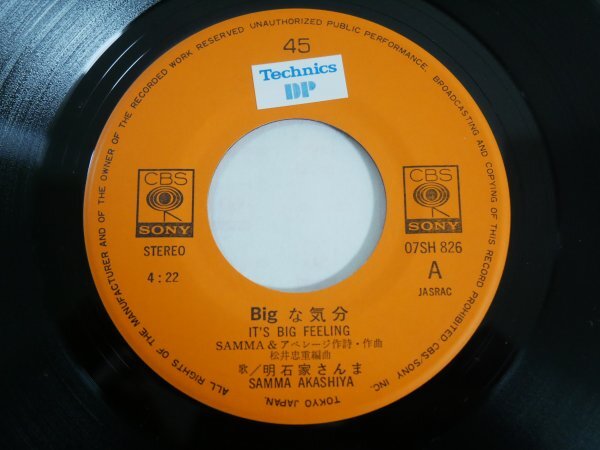 ALL RIGHTS OF THE MANUFACTURER AND OF THE OWNER OF THE RECORDED WORK RESERVED UNAUTHORIZED PUBLIC PERFORMANCE, BROADCASTING AND COPYING OF THIS RECORD PROHIBITED CBS/SONY INC.
TOKYO JAPAN.
45
Technics
DP
CBS
SONY
CBS
SONY
STEREO
07SH 826
4:22
A
JASRAC
Big な気分
IT'S BIG FEELING
SAMMA & アベレージ作詩・作曲
松井忠重編曲
歌/明石家さんま
SAMMA AKASHIYA